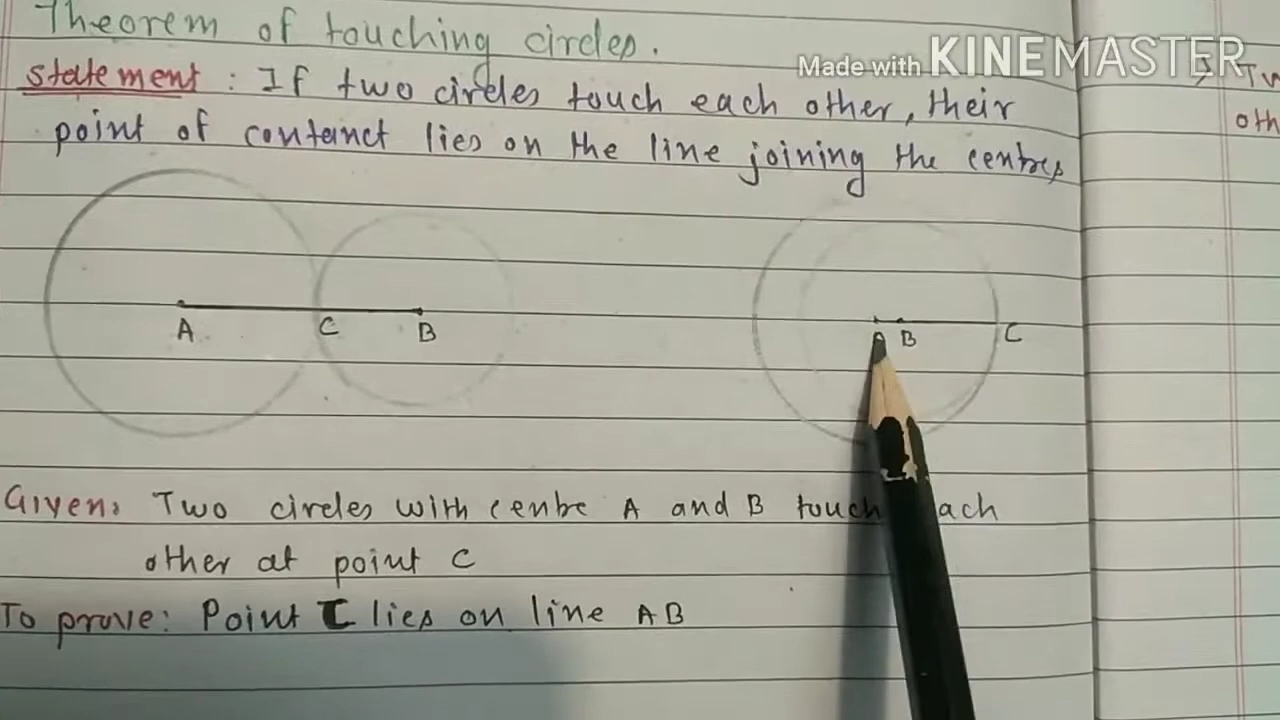 Theorem of touching circles.
Made with KINEMASTER
Statement : If two circles touch each other, their
point of contanct lies on the line joining the centres
oth
A C B
A B C
Given: Two circles with centre A and B touch each
other at point C
To prove: Point C lies on line AB